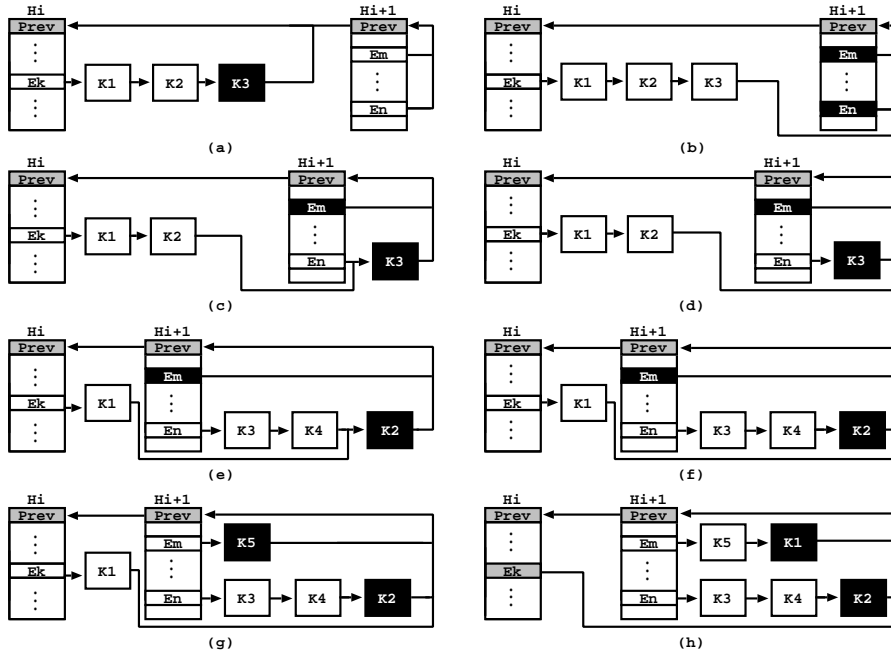 Hi Hi+1
Prev Prev
Em
Ek K1 K2 K3
En
(a)
Hi Hi+1
Prev Prev
Em
Ek K1 K2 K3
En
(b)
Hi Hi+1
Prev Prev
Em
Ek K1 K2
En K3
(c)
Hi Hi+1
Prev Prev
Em
Ek K1 K2
En K3
(d)
Hi Hi+1
Prev Prev
Em
Ek K1
En K3 K4 K2
(e)
Hi Hi+1
Prev Prev
Em
Ek K1
En K3 K4 K2
(f)
Hi Hi+1
Prev Prev
Em K5
Ek K1
En K3 K4 K2
(g)
Hi Hi+1
Prev Prev
Em K5 K1
Ek
En K3 K4 K2
(h)